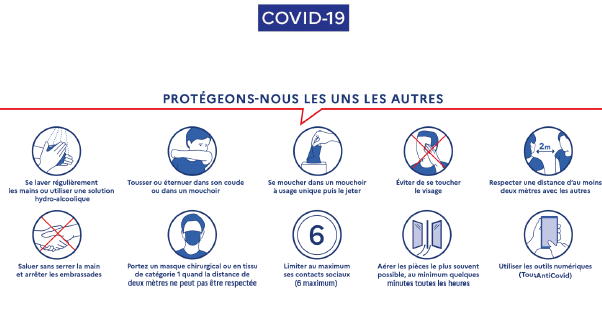 COVID-19
PROTÉGEONS-NOUS LES UNS LES AUTRES
Se laver régulièrement
les mains ou utiliser une solution
hydro-alcoolique
Tousser ou éternuer dans son coude
ou dans un mouchoir
Se moucher dans un mouchoir
à usage unique puis le jeter
Éviter de se toucher
le visage
2m
Respecter une distance d'au moins
deux mètres avec les autres
Saluer sans serrer la main
et arrêter les embrassades
Portez un masque chirurgical ou en tissu
de catégorie 1 quand la distance de
deux mètres ne peut pas être respectée
6
Limiter au maximum
ses contacts sociaux
(6 maximum)
Aérer les pièces le plus souvent
possible, au minimum quelques
minutes toutes les heures
Utiliser les outils numériques
(TousAntiCovid)